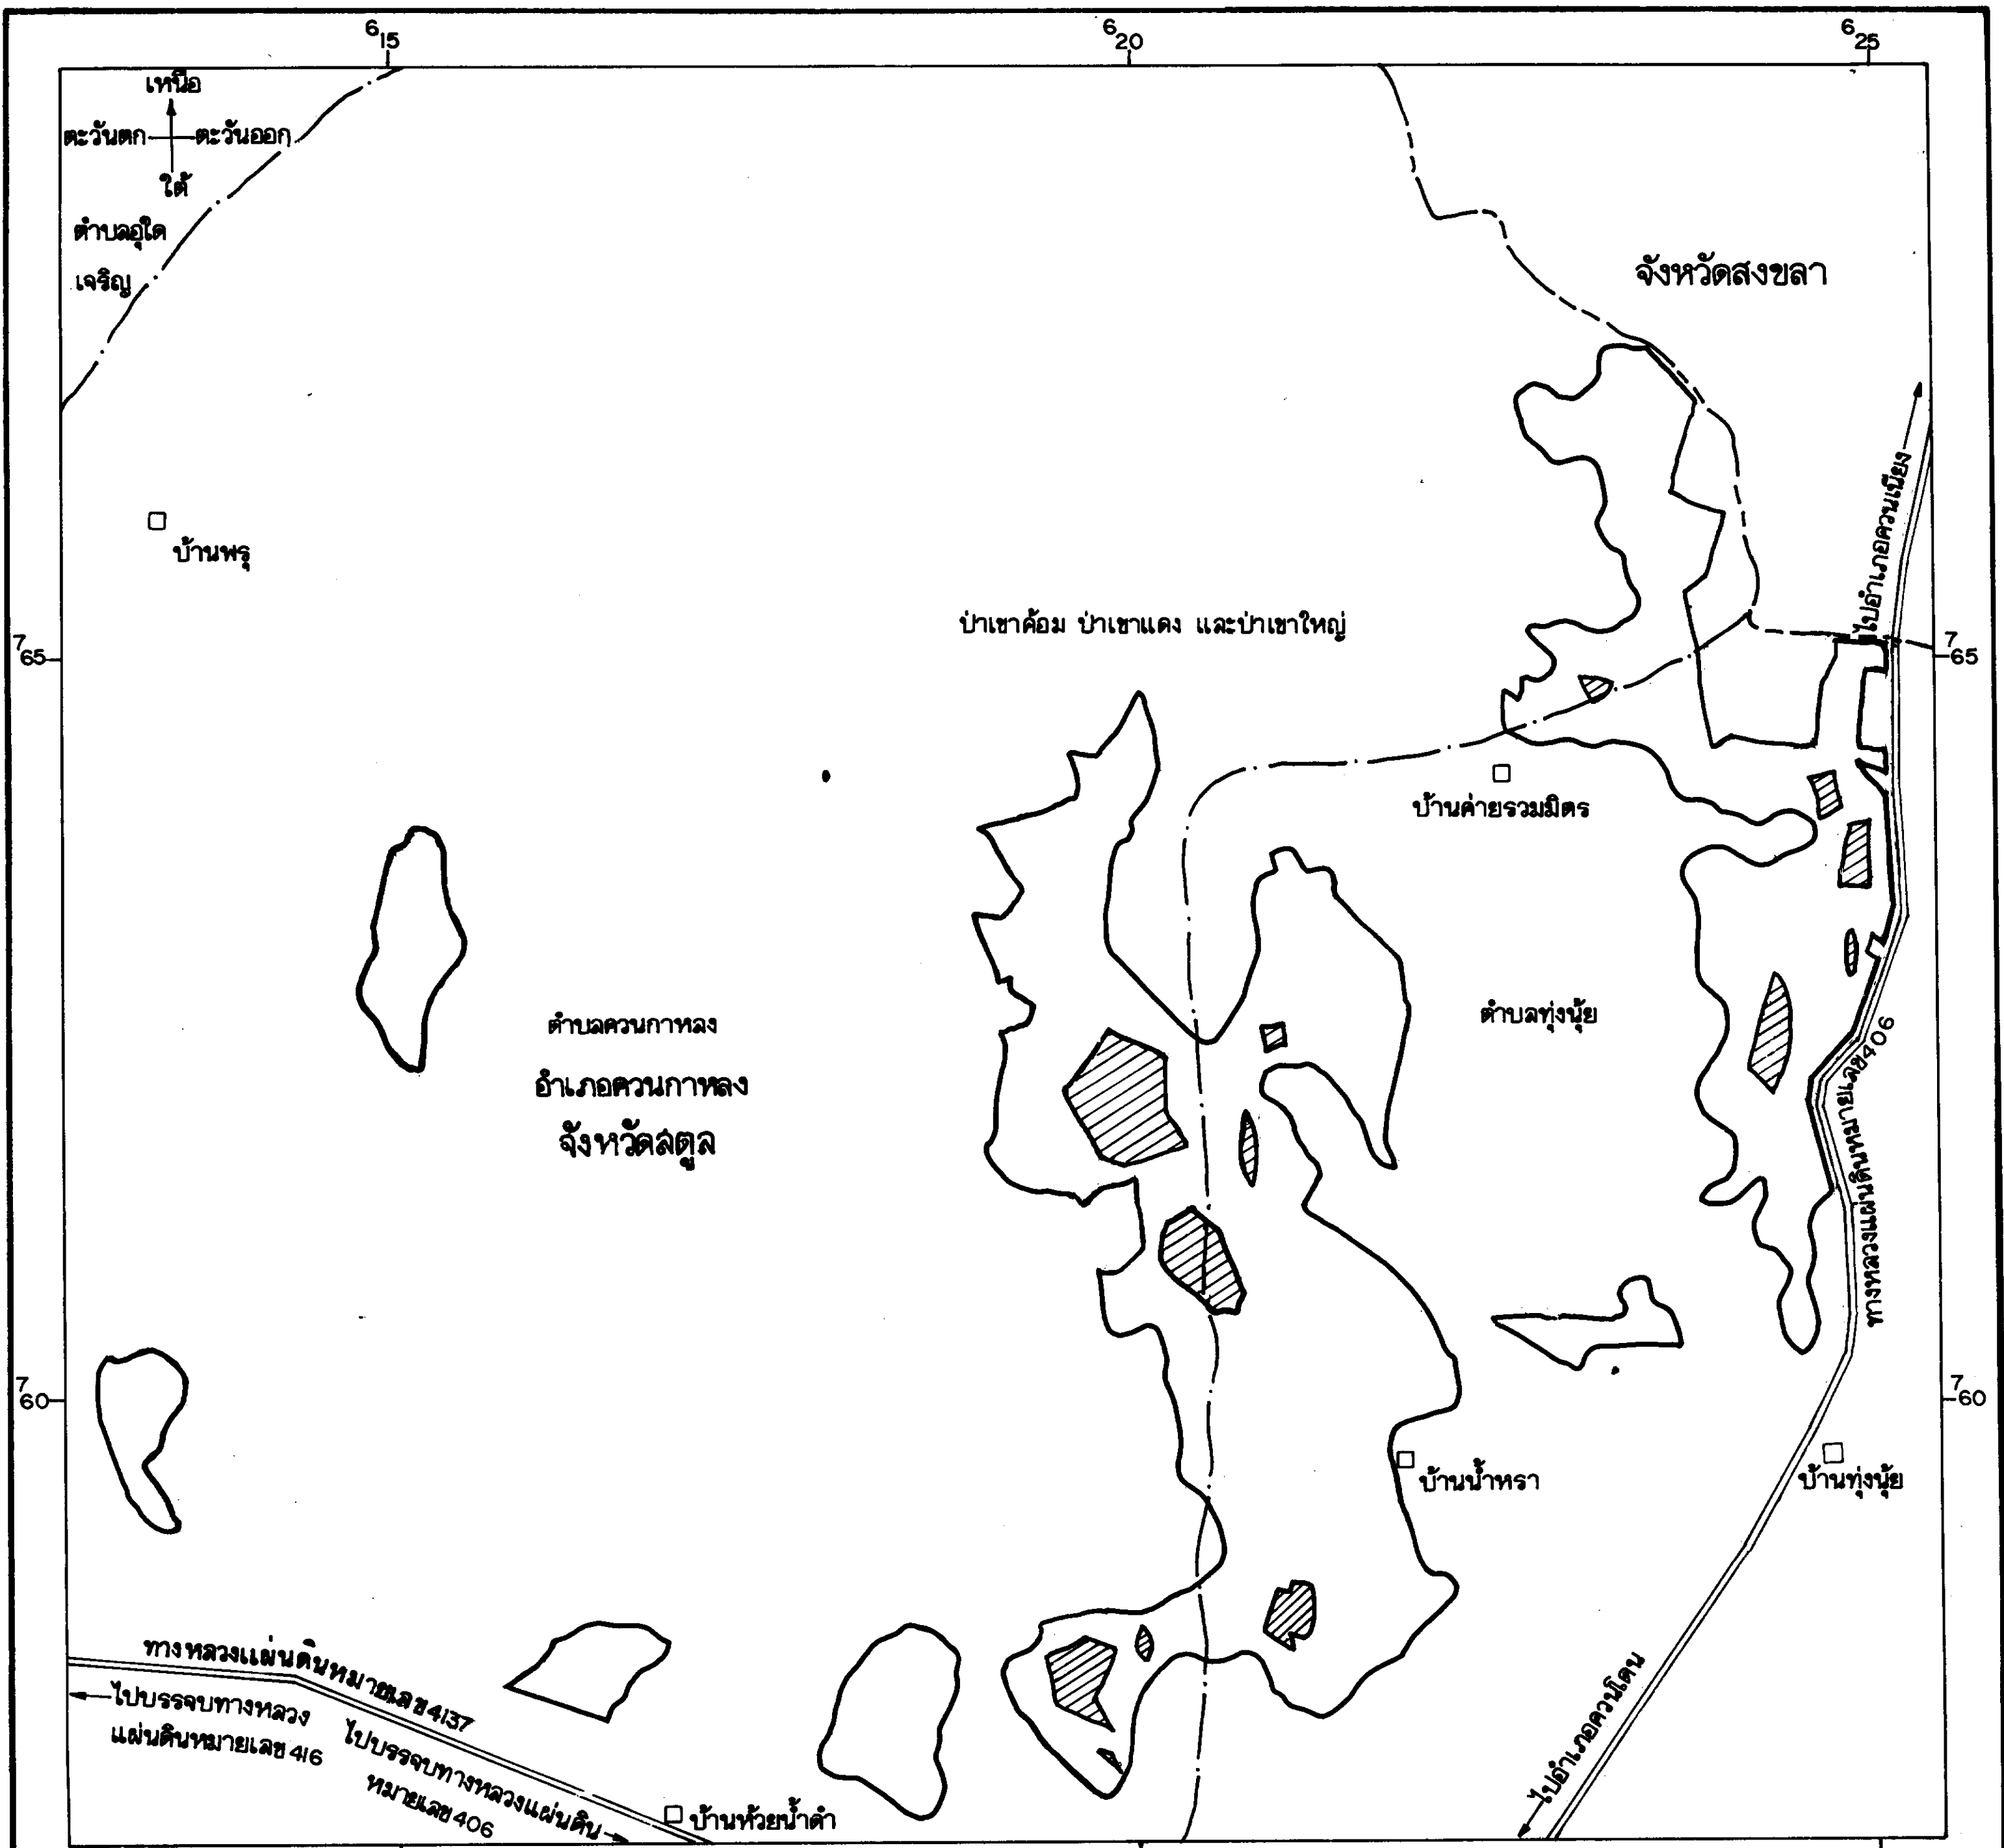 6 15
6 20
6 25
เหนือ
ตะวันตก ตะวันออก
ใต้
ตำบลอุใด
เจริญ
จังหวัดสงขลา
ไปอำเภอควนเนียง
บ้านพรุ
ป่าเขาค้อม ป่าเขาแดง และป่าเขาใหญ่
7 65
7 65
บ้านค่ายรวมมิตร
ตำบลควนกาหลง
ตำบลทุ่งนุ้ย
อำเภอควนกาหลง
จังหวัดสตูล
ทางหลวงแผ่นดินหมายเลข 406
7 60
7 60
บ้านน้ำหรา
บ้านทุ่งนุ้ย
ทางหลวงแผ่นดินหมายเลข 4137
ไปบรรจบทางหลวง
แผ่นดินหมายเลข 416
ไปบรรจบทางหลวงแผ่นดิน
หมายเลข 406
ไปอำเภอควนโดน
บ้านห้วยน้ำดำ